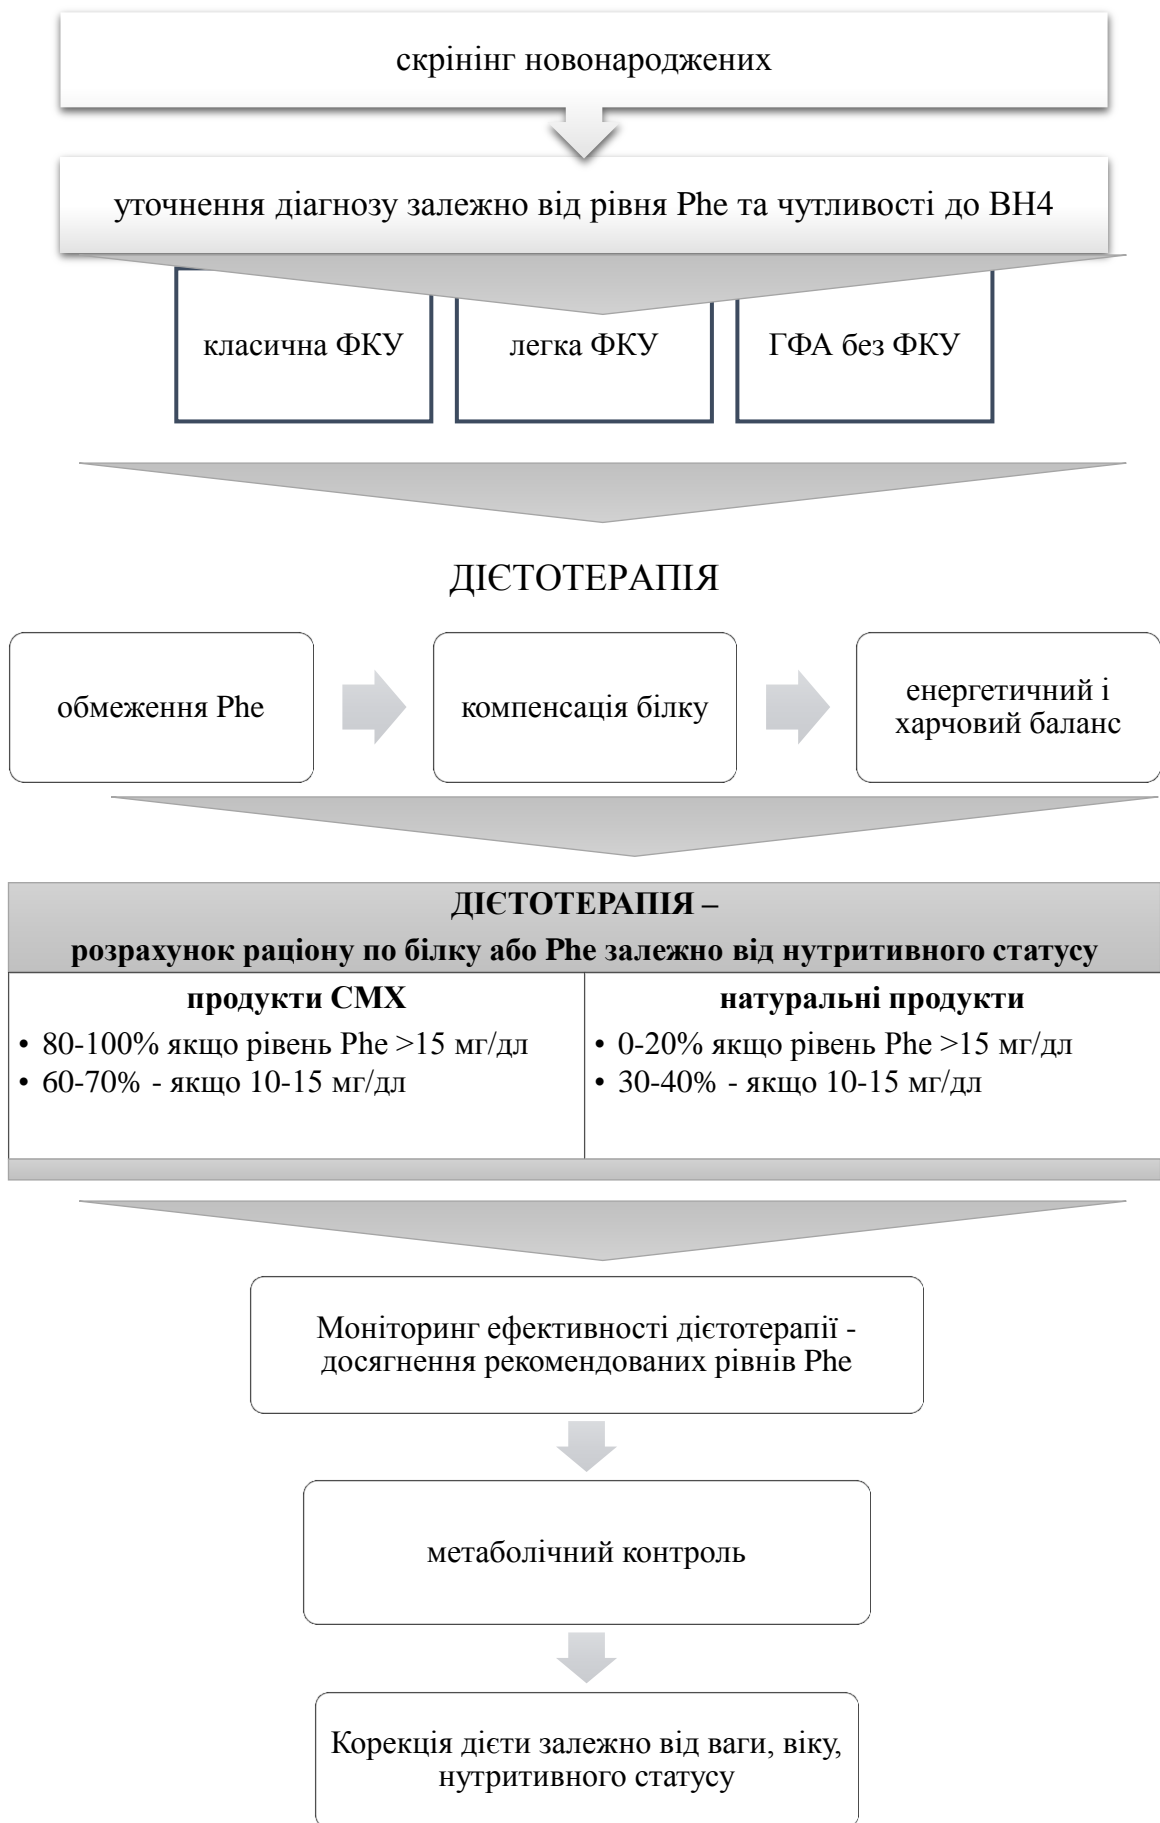 скрінінг новонароджених
уточнення діагнозу залежно від рівня Phe та чутливості до BH4
класична ФКУ
легка ФКУ
ГФА без ФКУ
ДІЄТОТЕРАПІЯ
обмеження Phe
компенсація білку
енергетичний і
харчовий баланс
ДІЄТОТЕРАПІЯ –
розрахунок раціону по білку або Phe залежно від нутритивного статусу
продукти СМХ
• 80-100% якщо рівень Phe >15 мг/дл
• 60-70% - якщо 10-15 мг/дл
натуральні продукти
• 0-20% якщо рівень Phe >15 мг/дл
• 30-40% - якщо 10-15 мг/дл
Моніторинг ефективності дієтотерапії -
досягнення рекомендованих рівнів Phe
метаболічний контроль
Корекція дієти залежно від ваги, віку,
нутритивного статусу